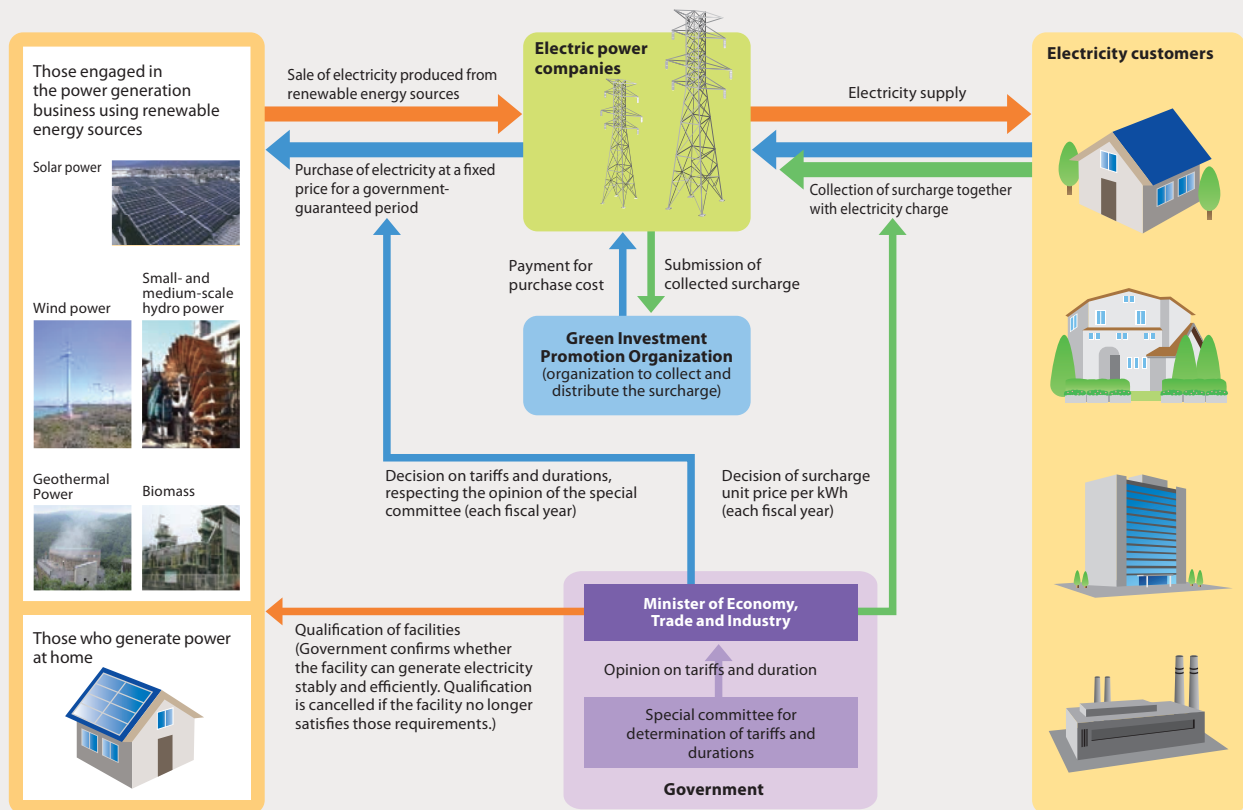 Those engaged in
the power generation
business using renewable
energy sources
Solar power
Wind power
Small- and
medium-scale
hydro power
Geothermal
Power
Biomass
Those who generate power
at home
Sale of electricity produced from
renewable energy sources
Purchase of electricity at a fixed
price for a government-
guaranteed period
Electric power
companies
Electricity supply
Collection of surcharge together
with electricity charge
Electricity customers
Payment for
purchase cost
Submission of
collected surcharge
Green Investment
Promotion Organization
(organization to collect and
distribute the surcharge)
Decision on tariffs and durations,
respecting the opinion of the special
committee (each fiscal year)
Decision of surcharge
unit price per kWh
(each fiscal year)
Qualification of facilities
(Government confirms whether
the facility can generate electricity
stably and efficiently. Qualification
is cancelled if the facility no longer
satisfies those requirements.)
Minister of Economy,
Trade and Industry
Opinion on tariffs and duration
Special committee for
determination of tariffs and
durations
Government